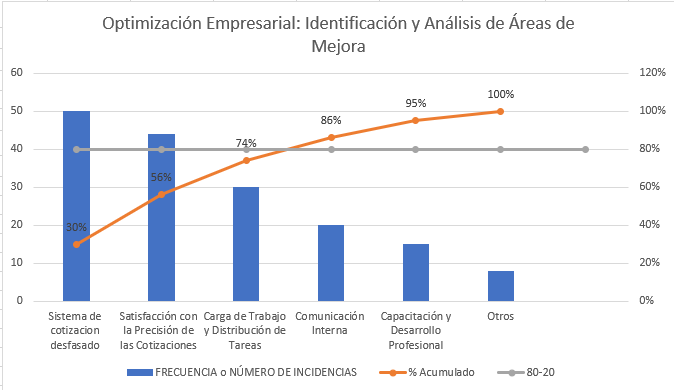 Optimización Empresarial: Identificación y Análisis de Áreas de
Mejora
60
50
40
30
20
10
0
120%
100%
80%
60%
40%
20%
0%
30%
56%
74%
86%
95%
100%
Sistema de
cotizacion
desfasado
Satisfacción con
la Precisión de
las Cotizaciones
Carga de Trabajo
y Distribución de
Tareas
Comunicación
Interna
Capacitación y
Desarrollo
Profesional
Otros
FRECUENCIA o NÚMERO DE INCIDENCIAS
% Acumulado
80-20